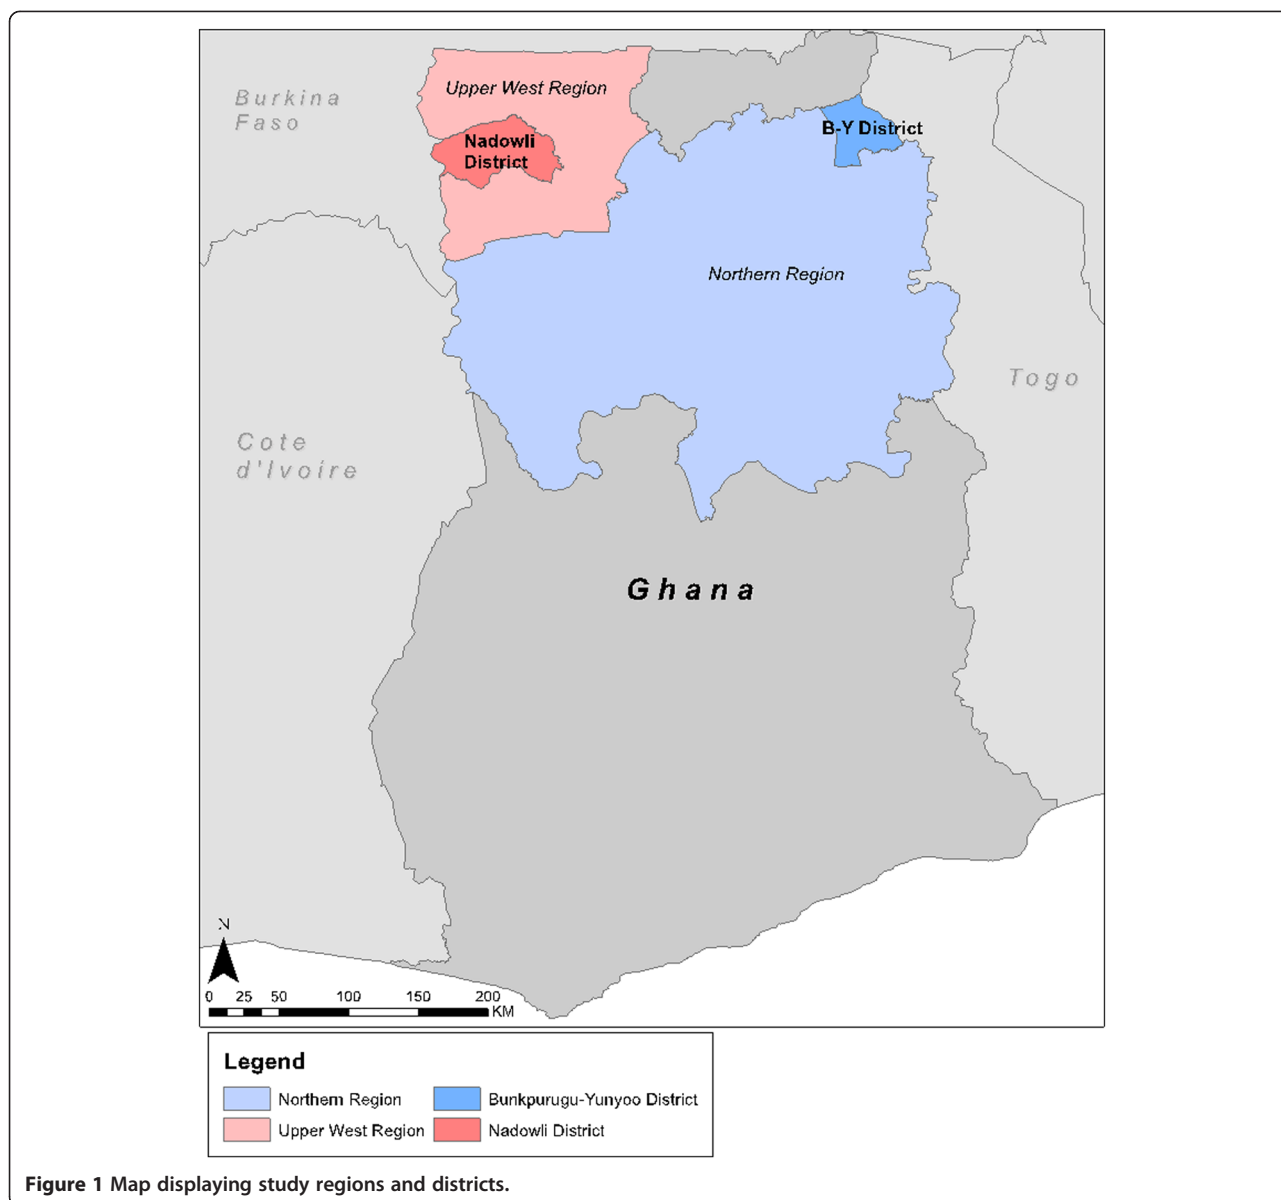 Upper West Region
Burkina
Faso
B-Y District
Nadowli
District
Northern Region
Togo
Cote
d'Ivoire
Ghana
N
0 25 50 100 150 200
KM
Legend
Northern Region
Bunkpurugu-Yunyoo District
Upper West Region
Nadowli District
Figure 1 Map displaying study regions and districts.